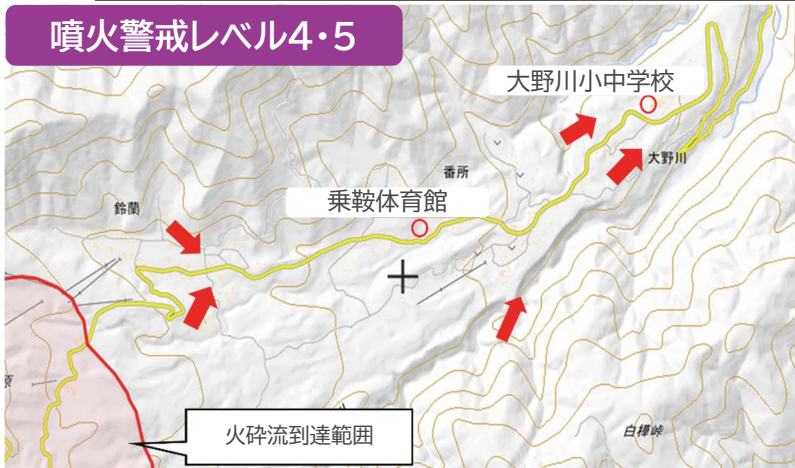 噴火警戒レベル4・5
大野川小中学校
大野川
番所
乗鞍体育館
鈴蘭
原
火砕流到達範囲
白樺峠